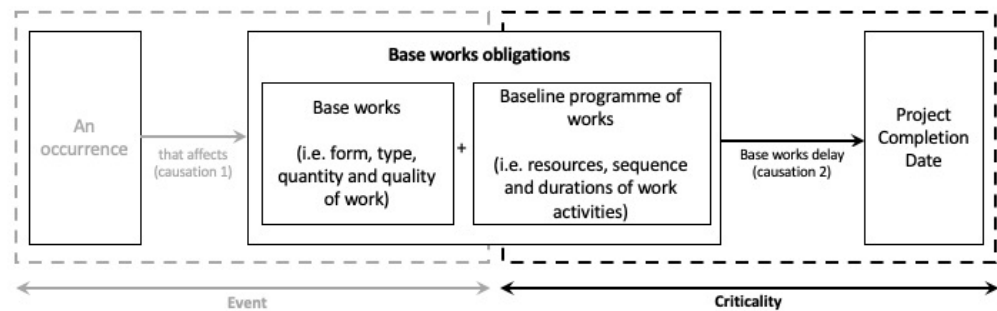 An
occurrence
that affects
(causation 1)
Base works obligations
Base works
(i.e. form, type,
quantity and quality
of work)
+
Baseline programme of
works
(i.e. resources, sequence
and durations of work
activities)
Base works delay
(causation 2)
Project
Completion
Date
Event
Criticality